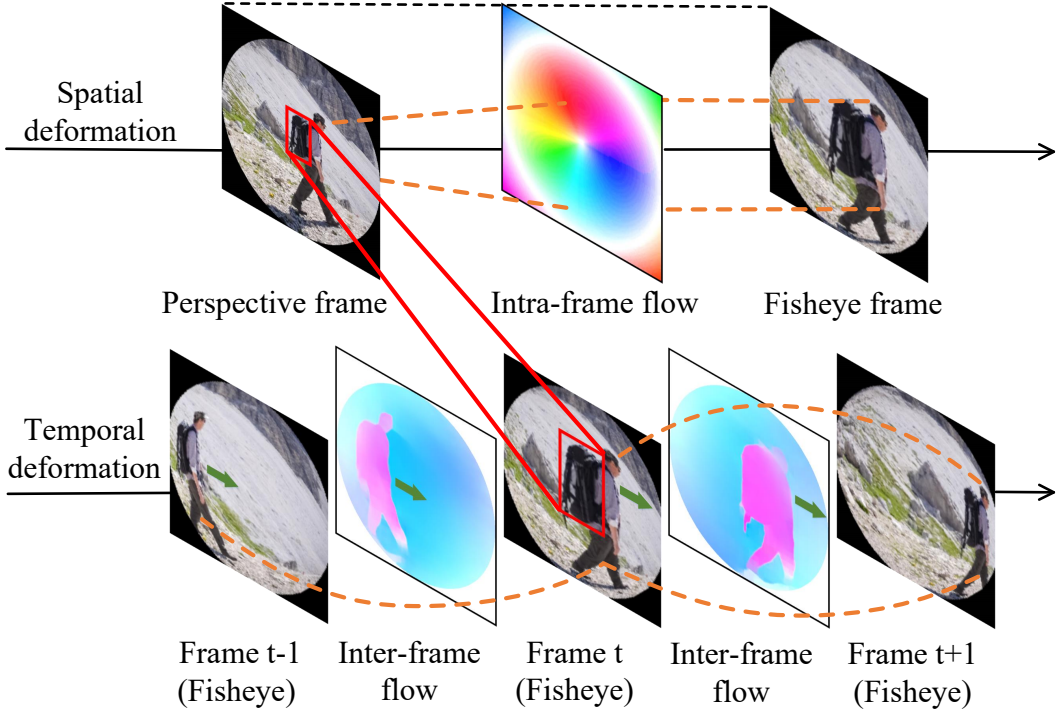 Spatial
deformation
Perspective frame
Intra-frame flow
Fisheye frame
Temporal
deformation
Frame t-1
(Fisheye)
Inter-frame
flow
Frame t
(Fisheye)
Inter-frame
flow
Frame t+1
(Fisheye)